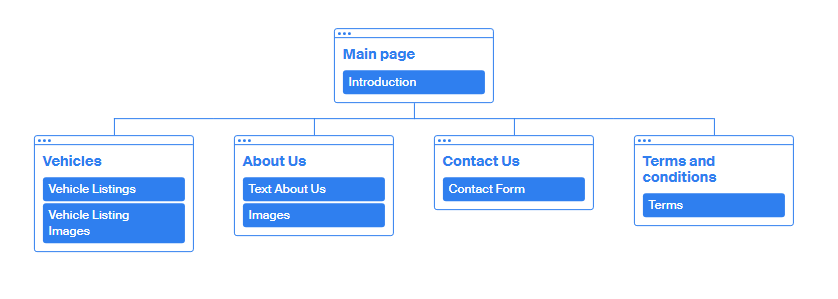 Main page
Introduction
Vehicles
Vehicle Listings
Vehicle Listing
Images
About Us
Text About Us
Images
Contact Us
Contact Form
Terms and
conditions
Terms